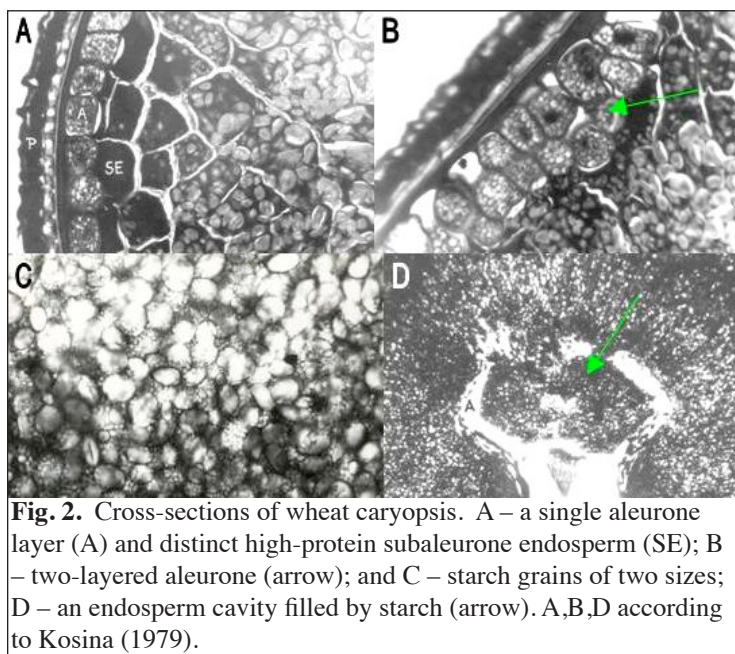 A
B
A
P
SE
C
D
A
Fig. 2. Cross-sections of wheat caryopsis. A – a single aleurone
layer (A) and distinct high-protein subaleurone endosperm (SE); B
– two-layered aleurone (arrow); and C – starch grains of two sizes;
D – an endosperm cavity filled by starch (arrow). A,B,D according
to Kosina (1979).